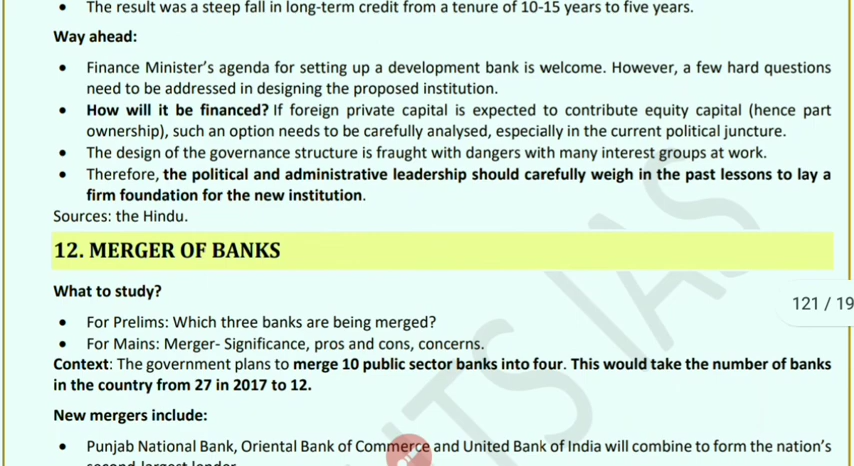 • The result was a steep fall in long-term credit from a tenure of 10-15 years to five years.
Way ahead:
• Finance Minister's agenda for setting up a development bank is welcome. However, a few hard questions
need to be addressed in designing the proposed institution.
• How will it be financed? If foreign private capital is expected to contribute equity capital (hence part
ownership), such an option needs to be carefully analysed, especially in the current political juncture.
• The design of the governance structure is fraught with dangers with many interest groups at work.
• Therefore, the political and administrative leadership should carefully weigh in the past lessons to lay a
firm foundation for the new institution.
Sources: the Hindu.
12. MERGER OF BANKS
What to study?
121 / 19
• For Prelims: Which three banks are being merged?
• For Mains: Merger- Significance, pros and cons, concerns.
Context: The government plans to merge 10 public sector banks into four. This would take the number of banks
in the country from 27 in 2017 to 12.
New mergers include:
• Punjab National Bank, Oriental Bank of Commerce and United Bank of India will combine to form the nation's
second largest lender
TS IAS